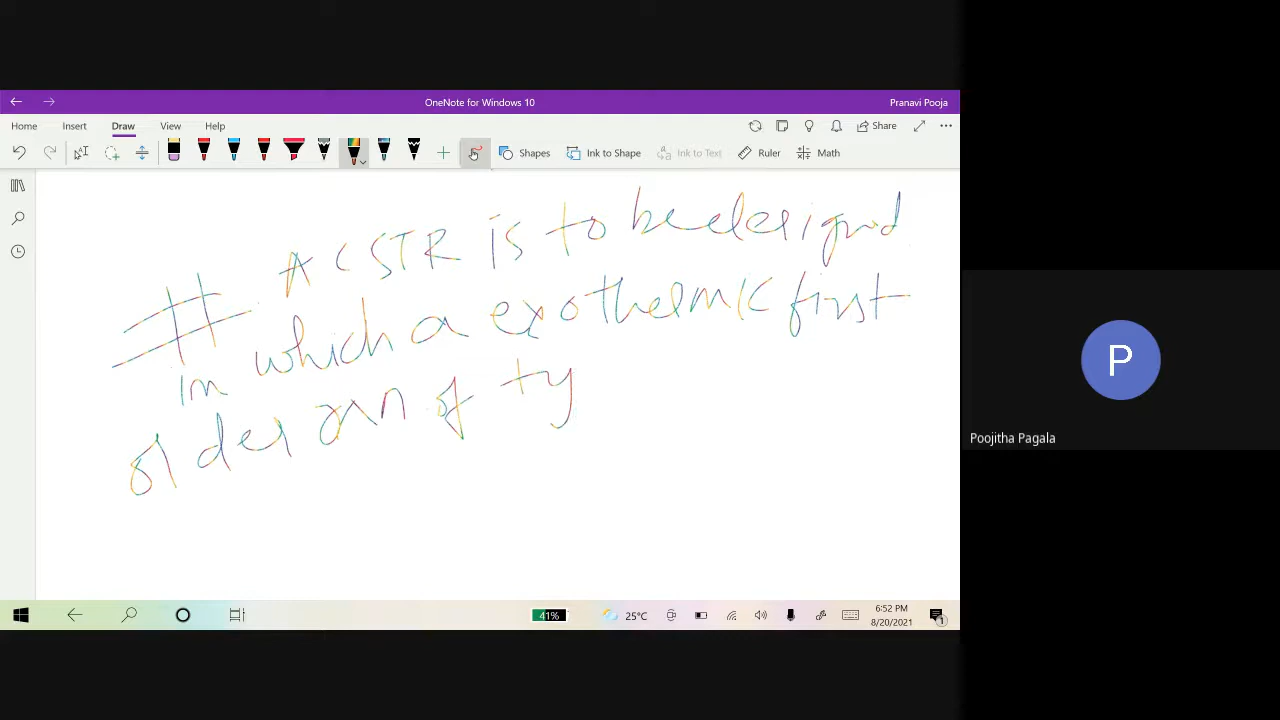 OneNote for Windows 10
Pranavi Pooja
Home Insert Draw View Help
Share
Shapes Ink to Shape Ink to Text Ruler Math
# A CSTR is to be designd
in which a exothermic first
order rxn of ty
P
Poojitha Pagala
41%
25°C
6:52 PM
8/20/2021
1